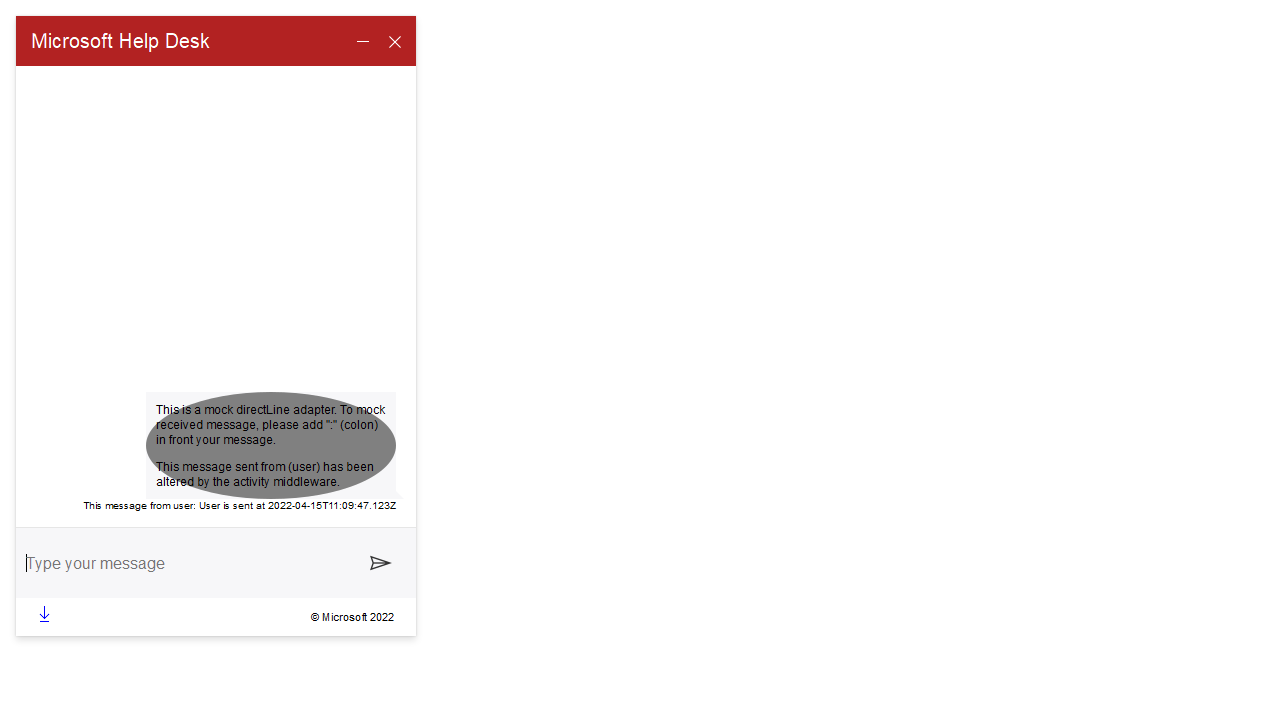 Microsoft Help Desk
This is a mock directLine adapter. To mock
received message, please add ":" (colon)
in front your message.
This message sent from (user) has been
altered by the activity middleware.
This message from user: User is sent at 2022-04-15T11:09:47.123Z
Type your message
© Microsoft 2022